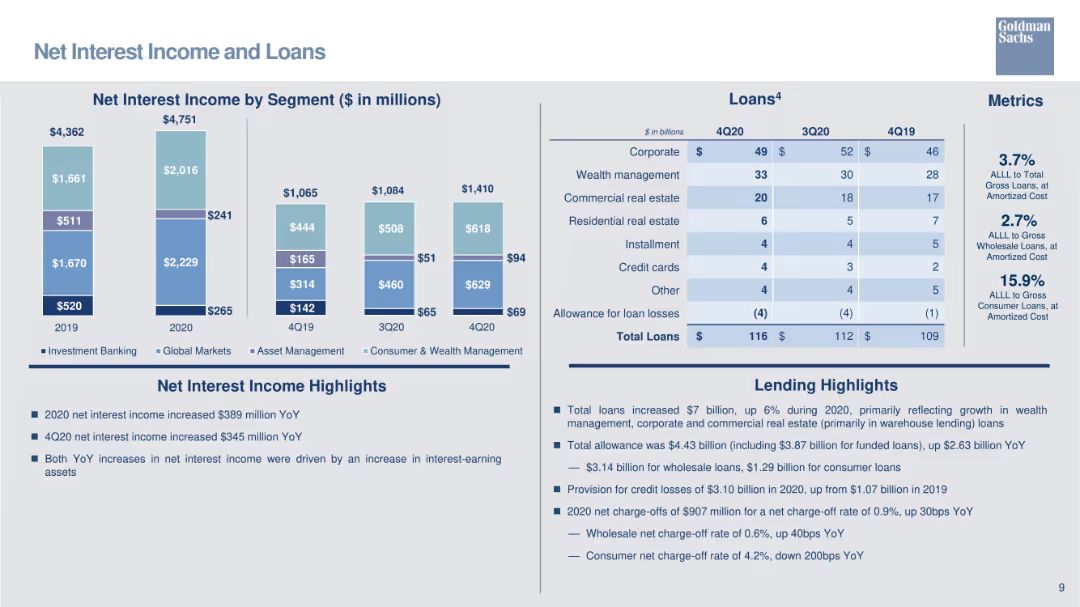 Net Interest Income and Loans
Goldman
Sachs
Net Interest Income by Segment ($ in millions)
$4,362
$1,661
$511
$1,670
$520
2019
$4,751
$2,016
$241
$2,229
$265
2020
$1,065
$444
$165
$314
$142
4Q19
$1,084
$508
$51
$460
$65
3Q20
$1,410
$618
$94
$629
$69
4Q20
Investment Banking Global Markets Asset Management Consumer & Wealth Management
Net Interest Income Highlights
2020 net interest income increased $389 million YoY
4Q20 net interest income increased $345 million YoY
Both YoY increases in net interest income were driven by an increase in interest-earning
assets
Loans4
$ in billions 4Q20 3Q20 4Q19
Corporate $ 49 $ 52 $ 46
Wealth management 33 30 28
Commercial real estate 20 18 17
Residential real estate 6 5 7
Installment 4 4 5
Credit cards 4 3 2
Other 4 4 5
Allowance for loan losses (4) (4) (1)
Total Loans $ 116 $ 112 $ 109
Metrics
3.7%
ALLL to Total
Gross Loans, at
Amortized Cost
2.7%
ALLL to Gross
Wholesale Loans, at
Amortized Cost
15.9%
ALLL to Gross
Consumer Loans, at
Amortized Cost
Lending Highlights
Total loans increased $7 billion, up 6% during 2020, primarily reflecting growth in wealth
management, corporate and commercial real estate (primarily in warehouse lending) loans
Total allowance was $4.43 billion (including $3.87 billion for funded loans), up $2.63 billion YoY
— $3.14 billion for wholesale loans, $1.29 billion for consumer loans
Provision for credit losses of $3.10 billion in 2020, up from $1.07 billion in 2019
2020 net charge-offs of $907 million for a net charge-off rate of 0.9%, up 30bps YoY
— Wholesale net charge-off rate of 0.6%, up 40bps YoY
— Consumer net charge-off rate of 4.2%, down 200bps YoY
9